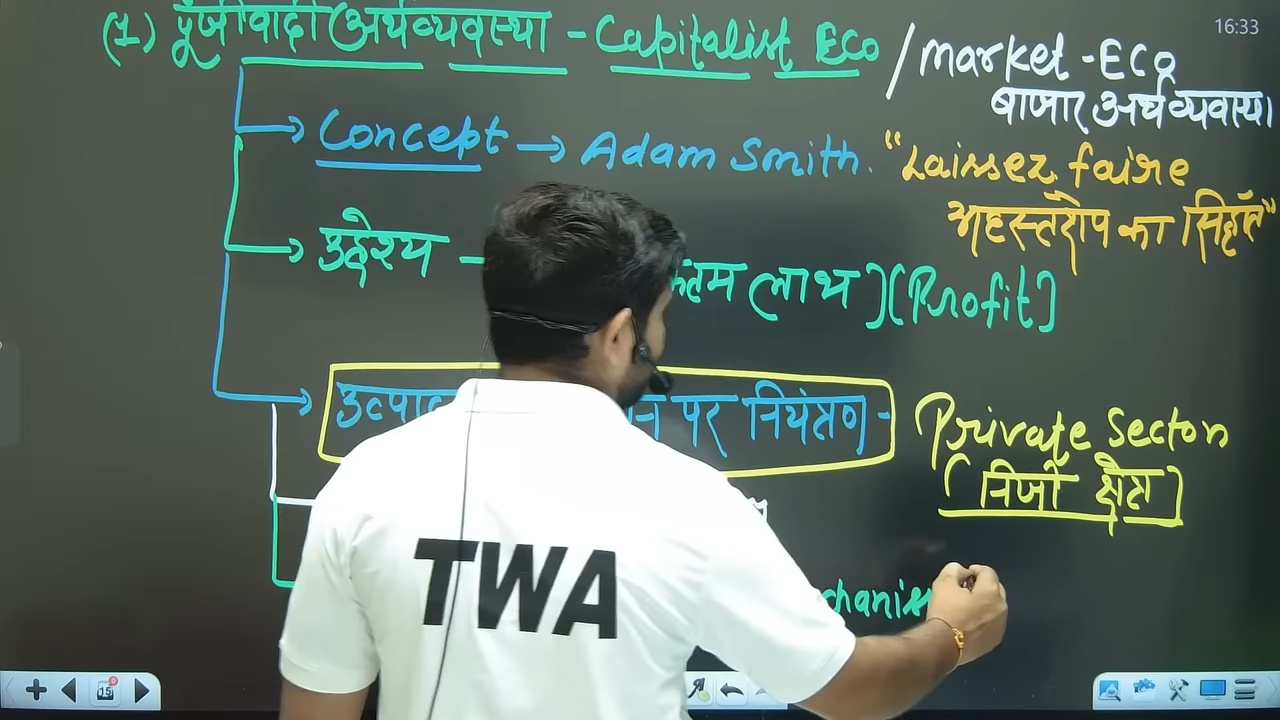 16:33
(1) पूँजीवादी अर्थव्यवस्था - Capitalist Eco / market - Eco
बाजार अर्थव्यवस्था
Concept → Adam Smith. "Laissez faire
अहस्तक्षेप का सिद्धांत"
उद्देश्य - लाभ) (Profit)
पर नियंत्रण - Private Sector
(निजी क्षेत्र)
TWA
15